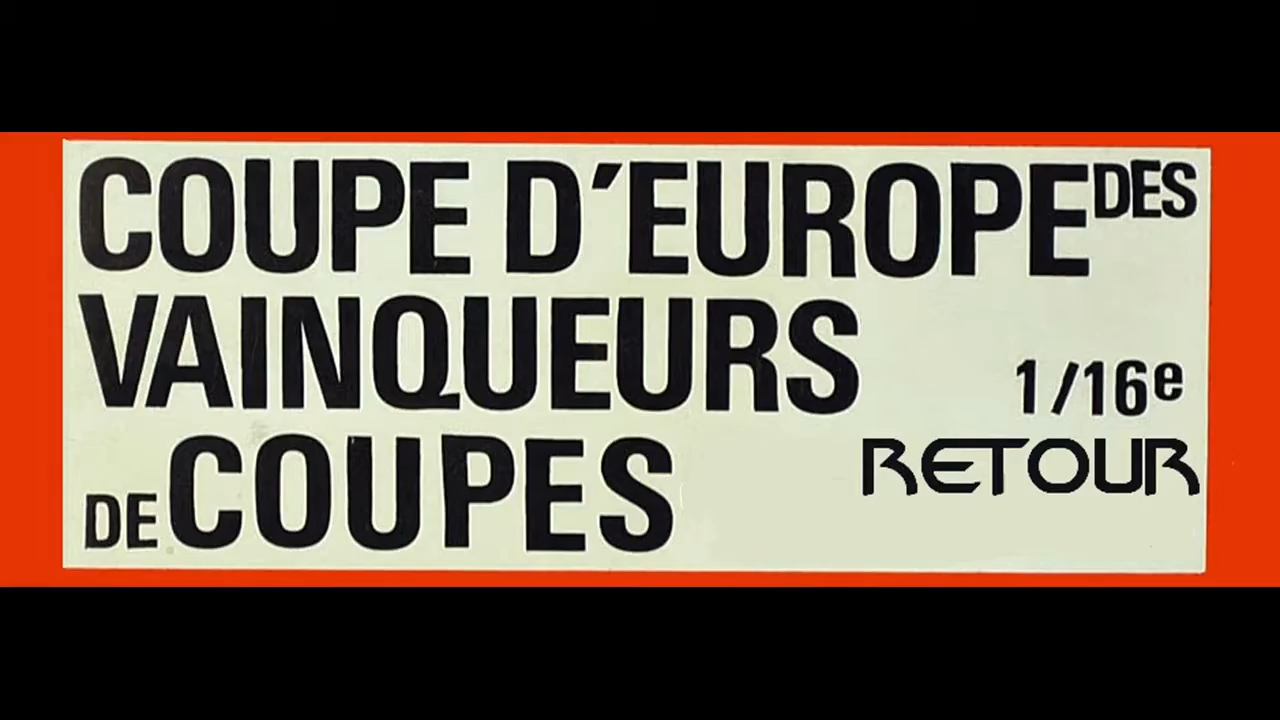 COUPE D'EUROPE DES
VAINQUEURS
1/16e
DE COUPES
RETOUR